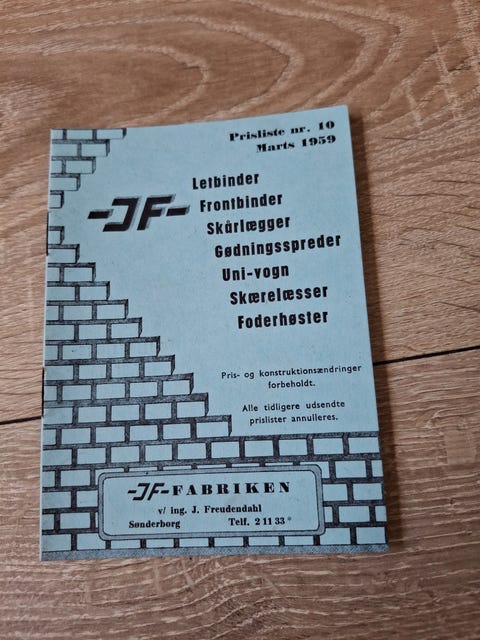 Prisliste nr. 10
Marts 1959
-JF-
Letbinder
Frontbinder
Skårlægger
Gødningsspreder
Uni-vogn
Skærelæsser
Foderhøster
Pris- og konstruktionsændringer
forbeholdt.
Alle tidligere udsendte
prislister annulleres.
-JF- FABRIKEN
v/ ing. J. Freudendahl
Sønderborg Telf. 2 11 33*